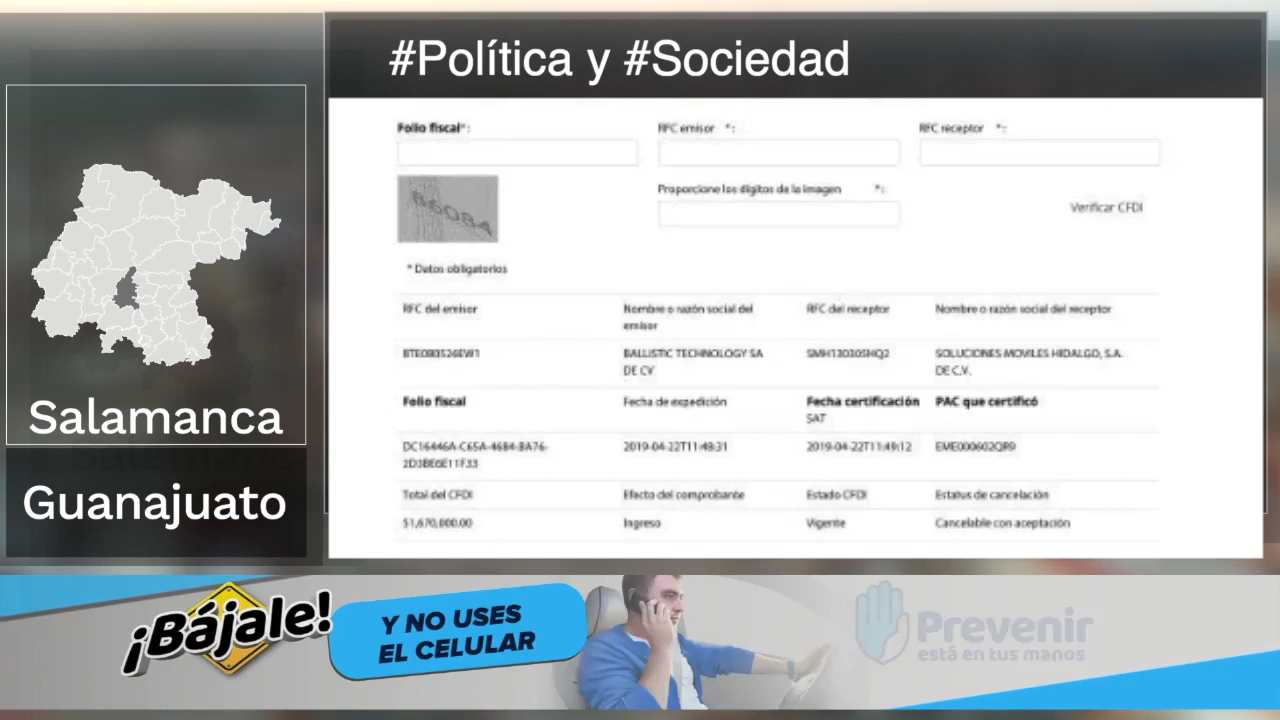 #Política y #Sociedad
Folio fiscal*:
RFC emisor *:
RFC receptor *:
Proporcione los dígitos de la imagen *:
Verificar CFDI
* Datos obligatorios
RFC del emisor
Nombre o razón social del emisor
RFC del receptor
Nombre o razón social del receptor
BALLISTIC TECHNOLOGY SA DE CV
SOLUCIONES MOVILES HIDALGO, S.A. DE C.V.
Folio fiscal
Fecha de expedición
Fecha certificación SAT
PAC que certificó
2019-04-22T11:48:31
2019-04-22T11:49:12
EME000602QR9
Total del CFDI
Efecto del comprobante
Estado CFDI
Estatus de cancelación
$1,670,000.00
Ingreso
Vigente
Cancelable con aceptación
Salamanca
Guanajuato
¡Bájale!
Y NO USES
EL CELULAR
Prevenir
está en tus manos